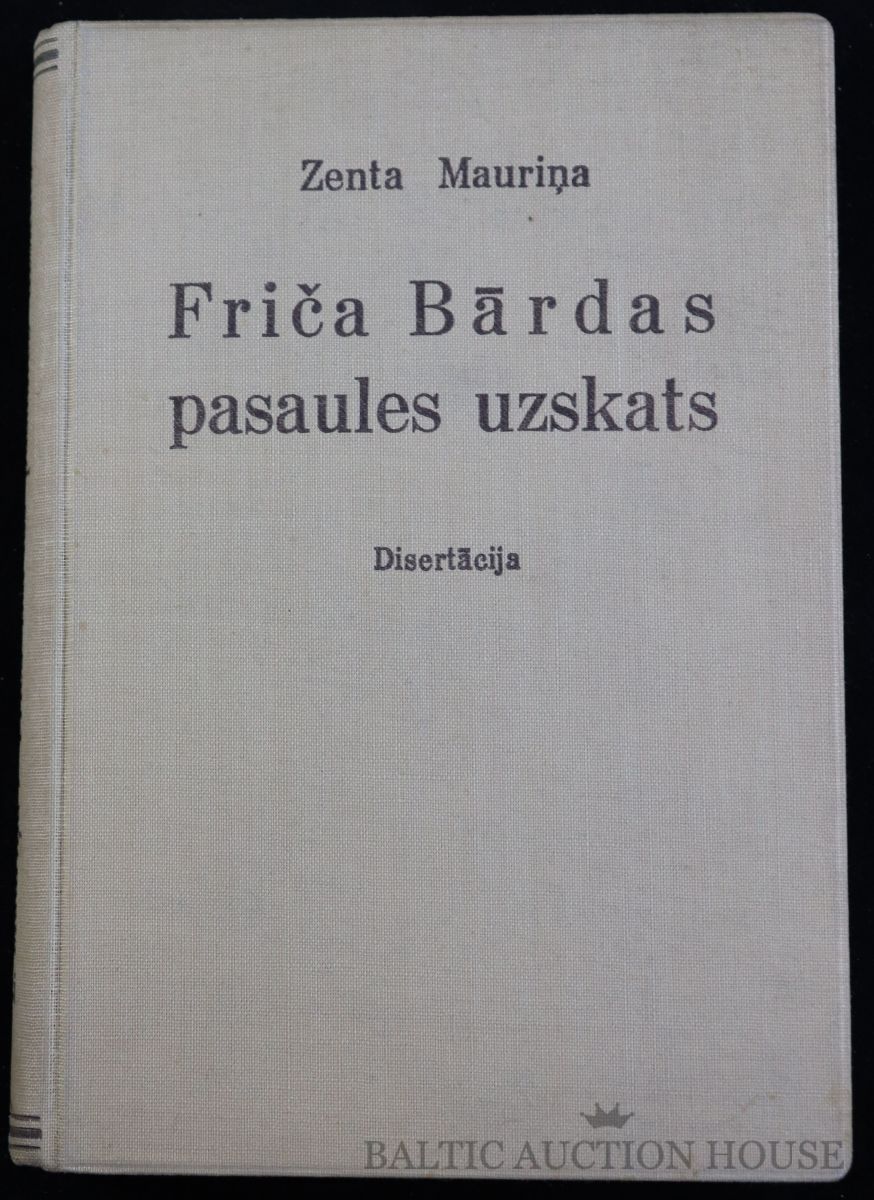 Zenta Mauriņa
Friča Bārdas
pasaules uzskats
Disertācija
BALTIC AUCTION HOUSE